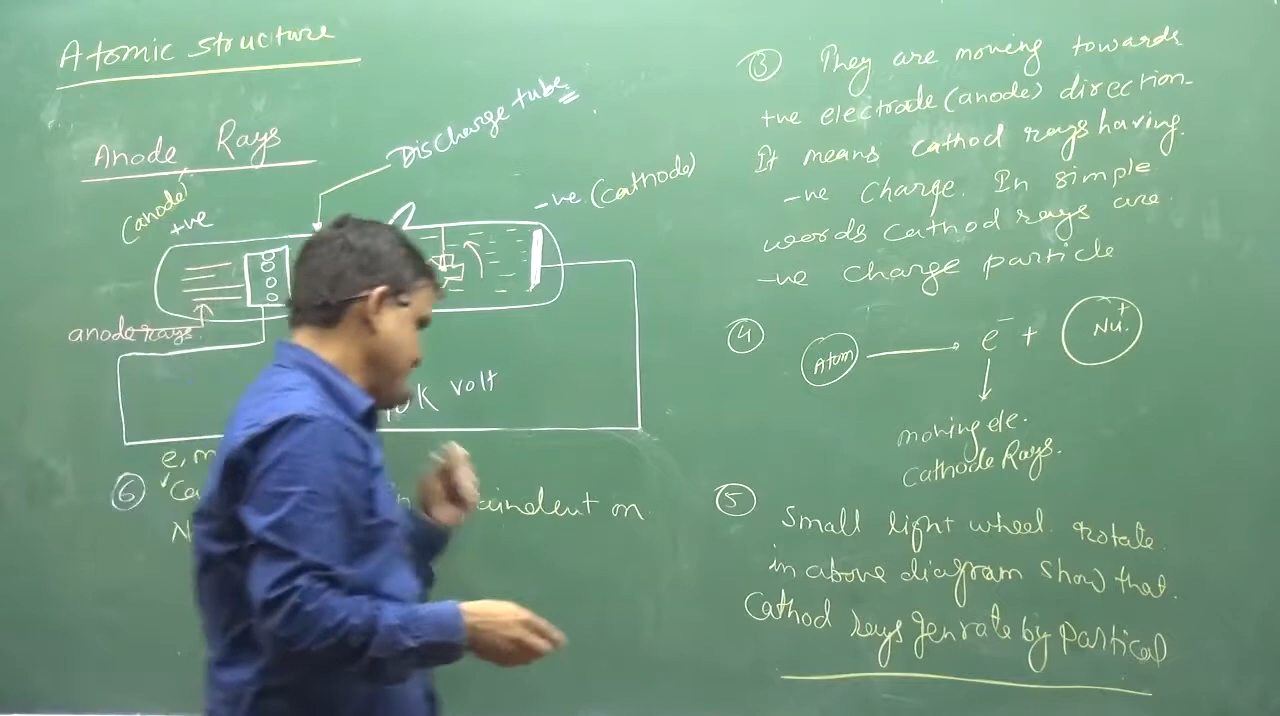 Atomic structure
Anode Rays
Discharge tube
(anode)
+ve
-ve (cathode)
anode rays
10K volt
e, m
⑥
on
③ They are moving towards
+ve electrode (anode) direction-
It means cathod rays having
-ve charge. In simple
words cathod rays are
-ve charge particle
④ Atom → e⁻ + Nu.⁺
moving ele.
Cathode Rays.
⑤ Small light wheel rotate
in above diagram show that
cathod rays genrate by partical